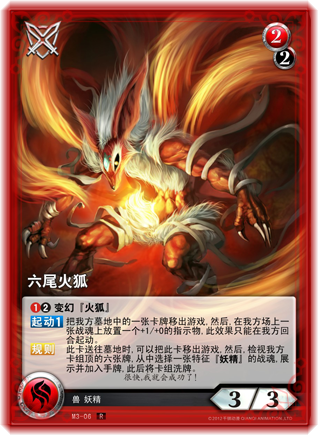 2
2
六尾火狐
①❷ 变幻『火狐』
起动1 把我方墓地中的一张卡牌移出游戏,然后,在我方场上一
张战魂上放置一个+1/+0的指示物,此效果只能在我方回
合起动.
规则 此卡送往墓地时,可以把此卡移出游戏,然后,检视我方
卡组顶的六张牌,从中选择一张特征『妖精』的战魂,展
示并加入手牌,此后将卡组洗牌.
很快,我就会成功了!
兽 妖精
3/3
M3-06 R